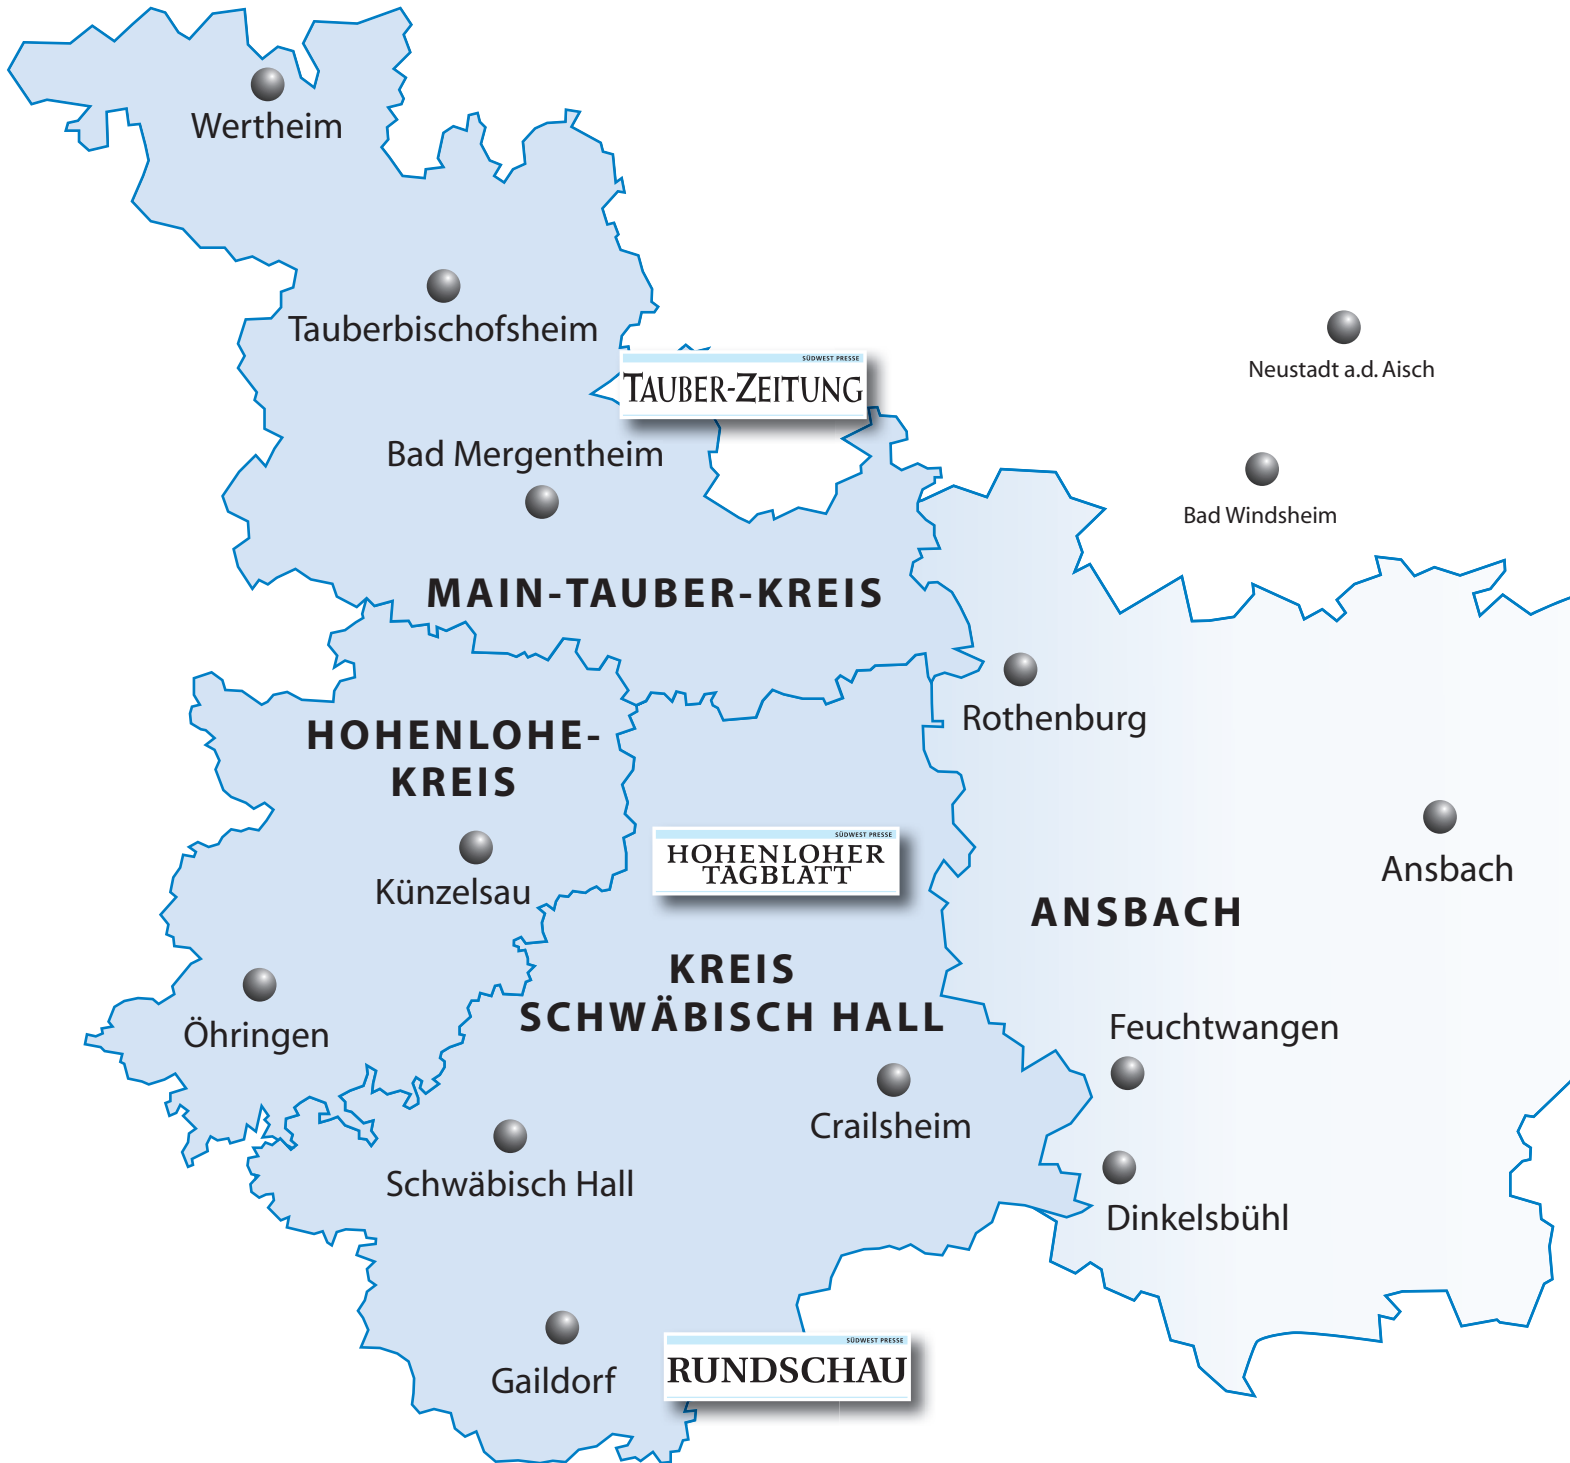 Wertheim
Tauberbischofsheim
Neustadt a.d. Aisch
SÜDWEST PRESSE
TAUBER-ZEITUNG
Bad Mergentheim
Bad Windsheim
MAIN-TAUBER-KREIS
Rothenburg
HOHENLOHE-
KREIS
SÜDWEST PRESSE
HOHENLOHER
TAGBLATT
Künzelsau
Ansbach
ANSBACH
KREIS
SCHWÄBISCH HALL
Öhringen
Feuchtwangen
Crailsheim
Schwäbisch Hall
Dinkelsbühl
SÜDWEST PRESSE
RUNDSCHAU
Gaildorf